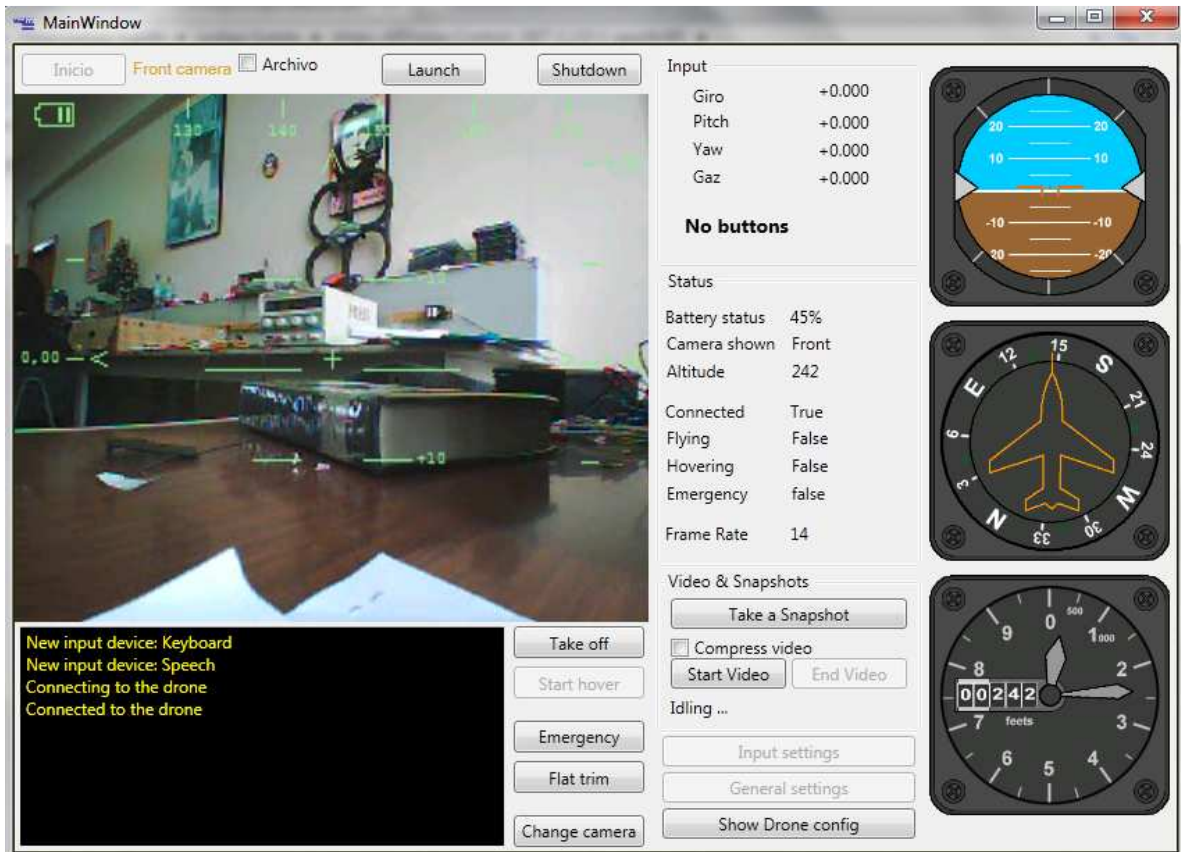 MainWindow
Inicio Front camera Archivo Launch Shutdown
130 140 150
0,00
+10
New input device: Keyboard
New input device: Speech
Connecting to the drone
Connected to the drone
Take off
Start hover
Emergency
Flat trim
Change camera
Input
Giro +0.000
Pitch +0.000
Yaw +0.000
Gaz +0.000
No buttons
Status
Battery status 45%
Camera shown Front
Altitude 242
Connected True
Flying False
Hovering False
Emergency false
Frame Rate 14
Video & Snapshots
Take a Snapshot
Compress video
Start Video End Video
Idling ...
Input settings
General settings
Show Drone config
20 20
10 10
-10 -10
-20 -20
12 15 S 21 24 W 30 33 N 3 6 E
0 500 1000 2 3 4 5 6 7 8 9
00242
feets